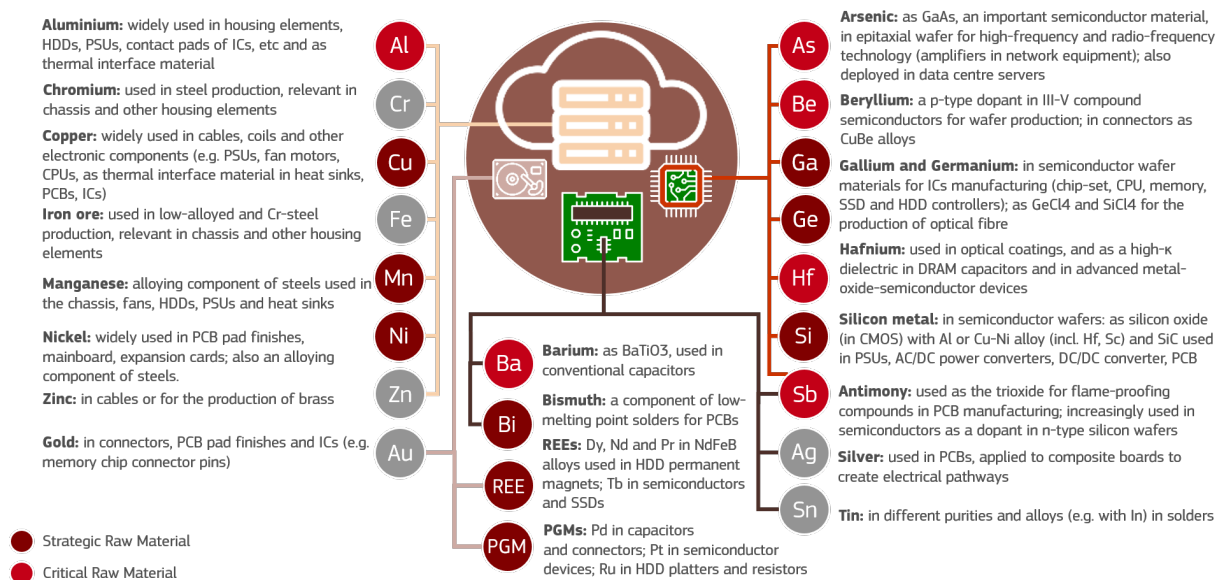 Aluminium: widely used in housing elements,
HDDs, PSUs, contact pads of ICs, etc and as
thermal interface material
Chromium: used in steel production, relevant in
chassis and other housing elements
Copper: widely used in cables, coils and other
electronic components (e.g. PSUs, fan motors,
CPUs, as thermal interface material in heat sinks,
PCBs, ICs)
Iron ore: used in low-alloyed and Cr-steel
production, relevant in chassis and other housing
elements
Manganese: alloying component of steels used in
the chassis, fans, HDDs, PSUs and heat sinks
Nickel: widely used in PCB pad finishes,
mainboard, expansion cards; also an alloying
component of steels.
Zinc: in cables or for the production of brass
Gold: in connectors, PCB pad finishes and ICs (e.g.
memory chip connector pins)
Al
Cr
Cu
Fe
Mn
Ni
Zn
Au
Ba
Bi
REE
PGM
Barium: as BaTiO3, used in
conventional capacitors
Bismuth: a component of low-
melting point solders for PCBs
REEs: Dy, Nd and Pr in NdFeB
alloys used in HDD permanent
magnets; Tb in semiconductors
and SSDs
PGMs: Pd in capacitors
and connectors; Pt in semiconductor
devices; Ru in HDD platters and resistors
As
Be
Ga
Ge
Hf
Si
Sb
Ag
Sn
Arsenic: as GaAs, an important semiconductor material,
in epitaxial wafer for high-frequency and radio-frequency
technology (amplifiers in network equipment); also
deployed in data centre servers
Beryllium: a p-type dopant in III-V compound
semiconductors for wafer production; in connectors as
CuBe alloys
Gallium and Germanium: in semiconductor wafer
materials for ICs manufacturing (chip-set, CPU, memory,
SSD and HDD controllers); as GeCl4 and SiCl4 for the
production of optical fibre
Hafnium: used in optical coatings, and as a high-κ
dielectric in DRAM capacitors and in advanced metal-
oxide-semiconductor devices
Silicon metal: in semiconductor wafers: as silicon oxide
(in CMOS) with Al or Cu-Ni alloy (incl. Hf, Sc) and SiC used
in PSUs, AC/DC power converters, DC/DC converter, PCB
Antimony: used as the trioxide for flame-proofing
compounds in PCB manufacturing; increasingly used in
semiconductors as a dopant in n-type silicon wafers
Silver: used in PCBs, applied to composite boards to
create electrical pathways
Tin: in different purities and alloys (e.g. with In) in solders
Strategic Raw Material
Critical Raw Material